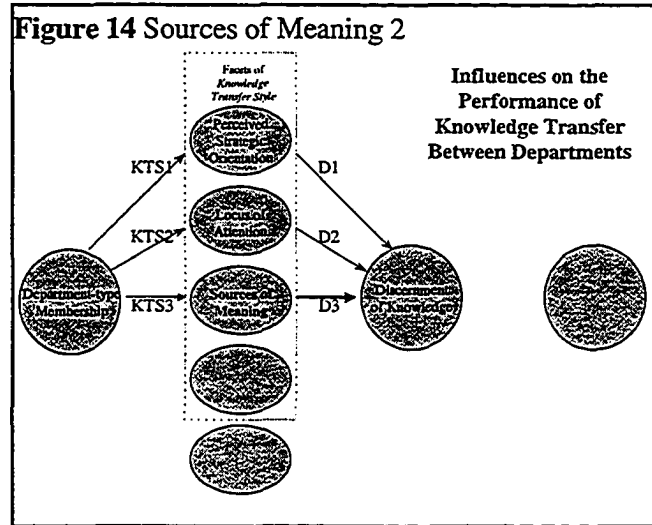 Figure 14 Sources of Meaning 2
Facets of
Knowledge
Transfer Style
Perceived
Strategic
Orientation
Influences on the
Performance of
Knowledge Transfer
Between Departments
KTS1
D1
Locus of
Attention
KTS2
D2
Department-type
Membership
KTS3
Sources of
Meaning
D3
Discernment
of Knowledge